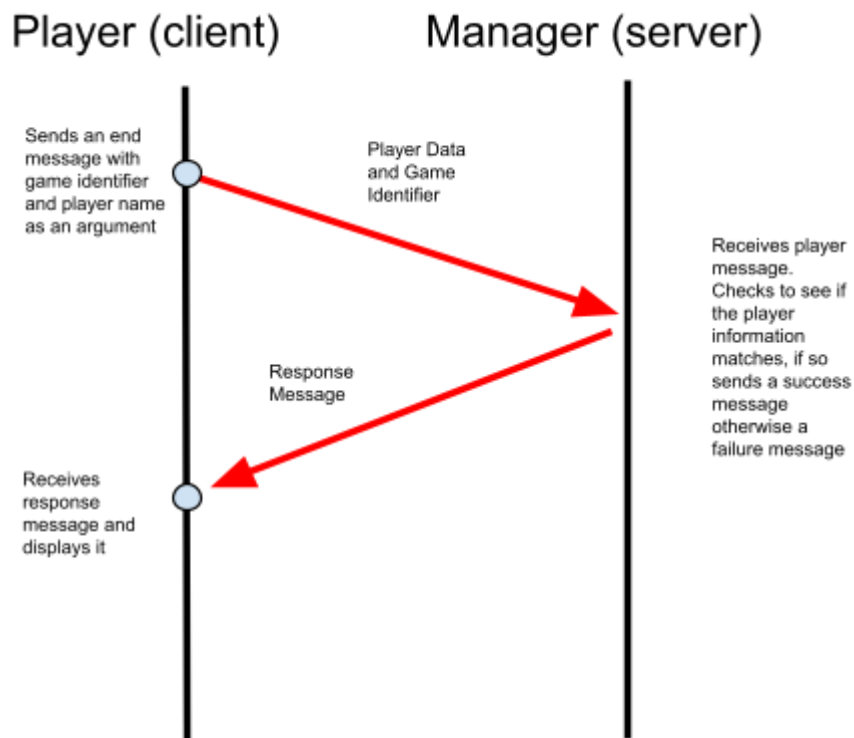 Player (client)
Manager (server)
Sends an end
message with
game identifier
and player name
as an argument
Player Data
and Game
Identifier
Receives player
message.
Checks to see if
the player
information
matches, if so
sends a success
message
otherwise a
failure message
Response
Message
Receives
response
message and
displays it